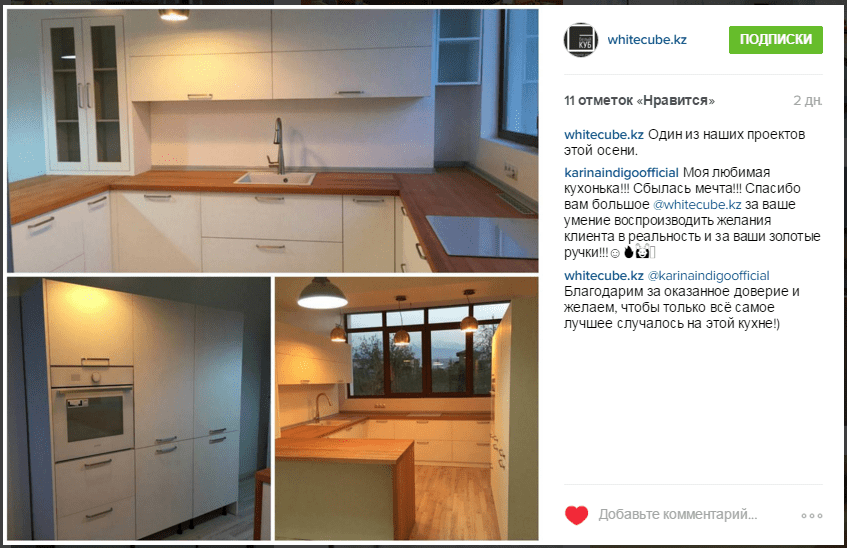 КУБ
whitecube.kz
ПОДПИСКИ
11 отметок «Нравится»
2 дн.
whitecube.kz Один из наших проектов
этой осени.
karinaindigoofficial Моя любимая
кухонька!!! Сбылась мечта!!! Спасибо
вам большое @whitecube.kz за ваше
умение воспроизводить желания
клиента в реальность и за ваши золотые
ручки!!!☺
whitecube.kz @karinaindigoofficial
Благодарим за оказанное доверие и
желаем, чтобы только всё самое
лучшее случалось на этой кухне!)
Добавьте комментарий...